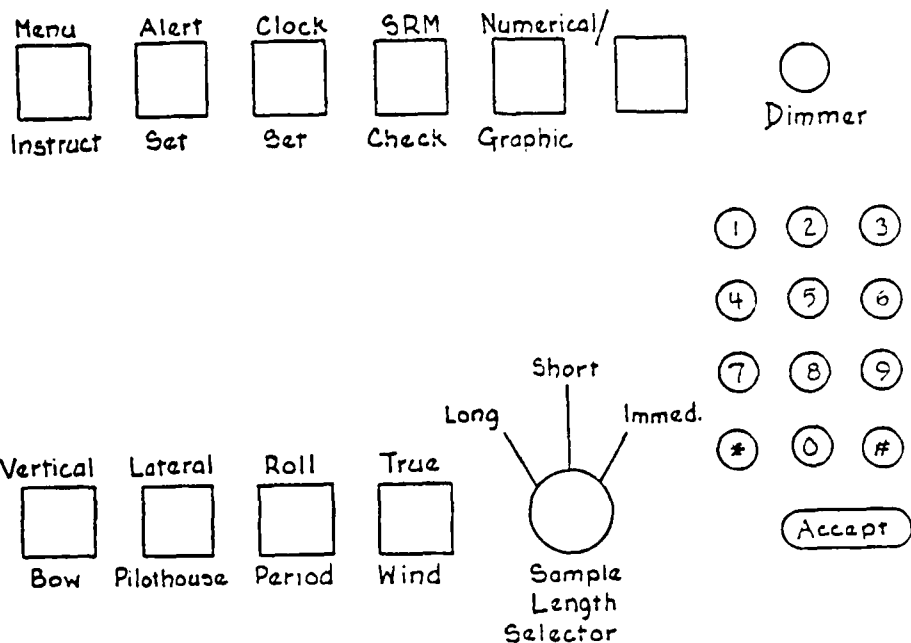 Menu Alert Clock SRM Numerical/
Instruct Set Set Check Graphic
Dimmer
1 2 3
4 5 6
7 8 9
* 0 #
Accept
Short
Long Immed.
Vertical Lateral Roll True
Bow Pilothouse Period Wind
Sample
Length
Selector